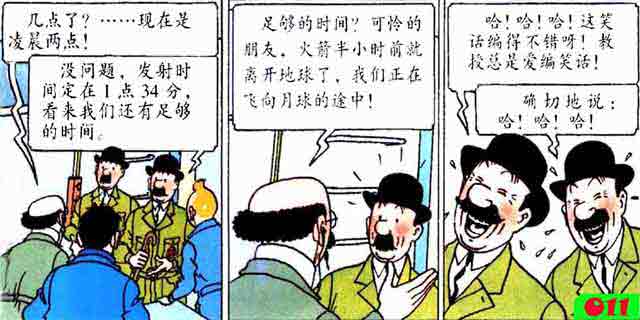 几点了？……现在是
凌晨两点！
没问题，发射时
间定在1点34分，
看来我们还有足够
的时间。
足够的时间？可怜的
朋友，火箭半小时前就
离开地球了，我们正在
飞向月球的途中！
哈！哈！哈！这笑
话编得不错呀！教
授总是爱编笑话！
确切地说：
哈！哈！哈！
011